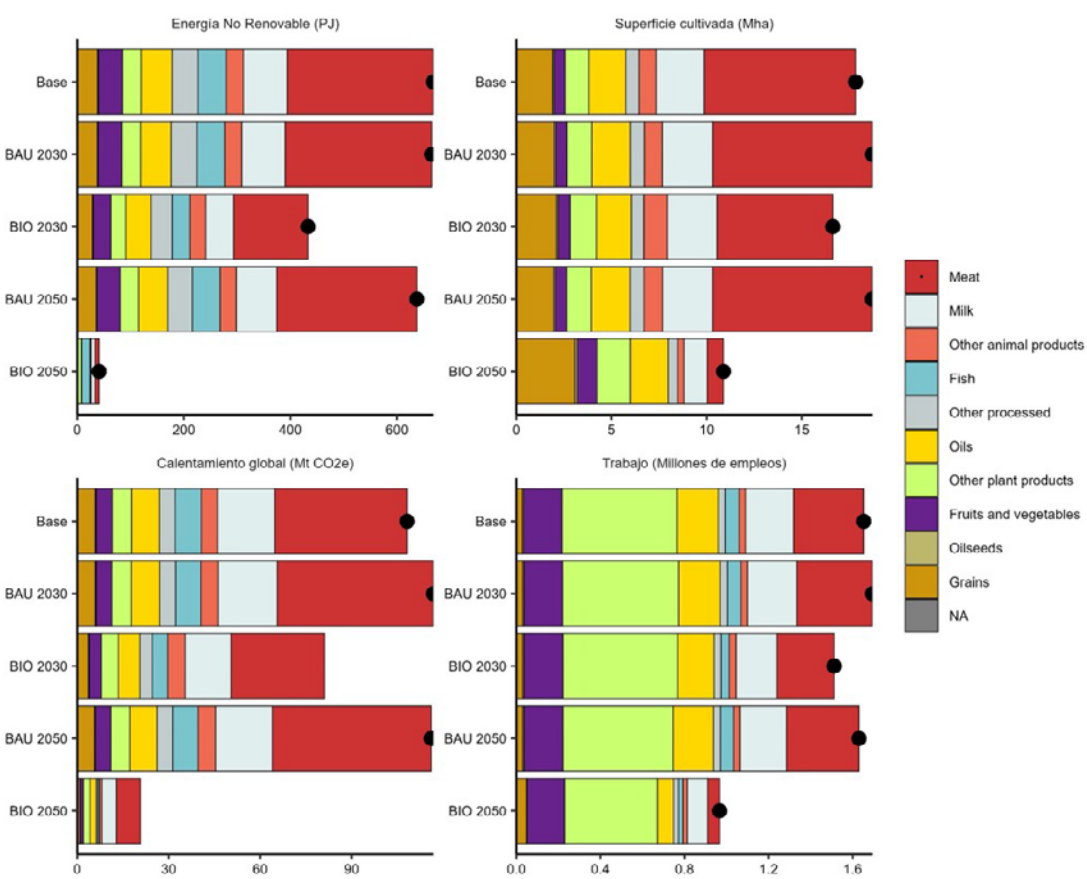 Energía No Renovable (PJ)
Base
BAU 2030
BIO 2030
BAU 2050
BIO 2050
0 200 400 600
Superficie cultivada (Mha)
Base
BAU 2030
BIO 2030
BAU 2050
BIO 2050
0 5 10 15
Calentamiento global (Mt CO2e)
Base
BAU 2030
BIO 2030
BAU 2050
BIO 2050
0 30 60 90
Trabajo (Millones de empleos)
Base
BAU 2030
BIO 2030
BAU 2050
BIO 2050
0.0 0.4 0.8 1.2 1.6
Meat
Milk
Other animal products
Fish
Other processed
Oils
Other plant products
Fruits and vegetables
Oilseeds
Grains
NA